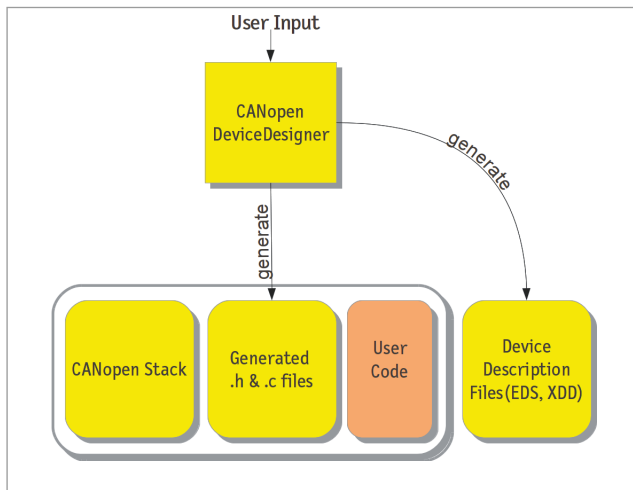 User Input
CANopen
DeviceDesigner
generate
generate
CANopen Stack
Generated
.h & .c files
User
Code
Device
Description
Files(EDS, XDD)